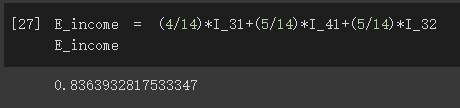 [27] E_income = (4/14)*I_31+(5/14)*I_41+(5/14)*I_32
E_income
0.8363932817533347